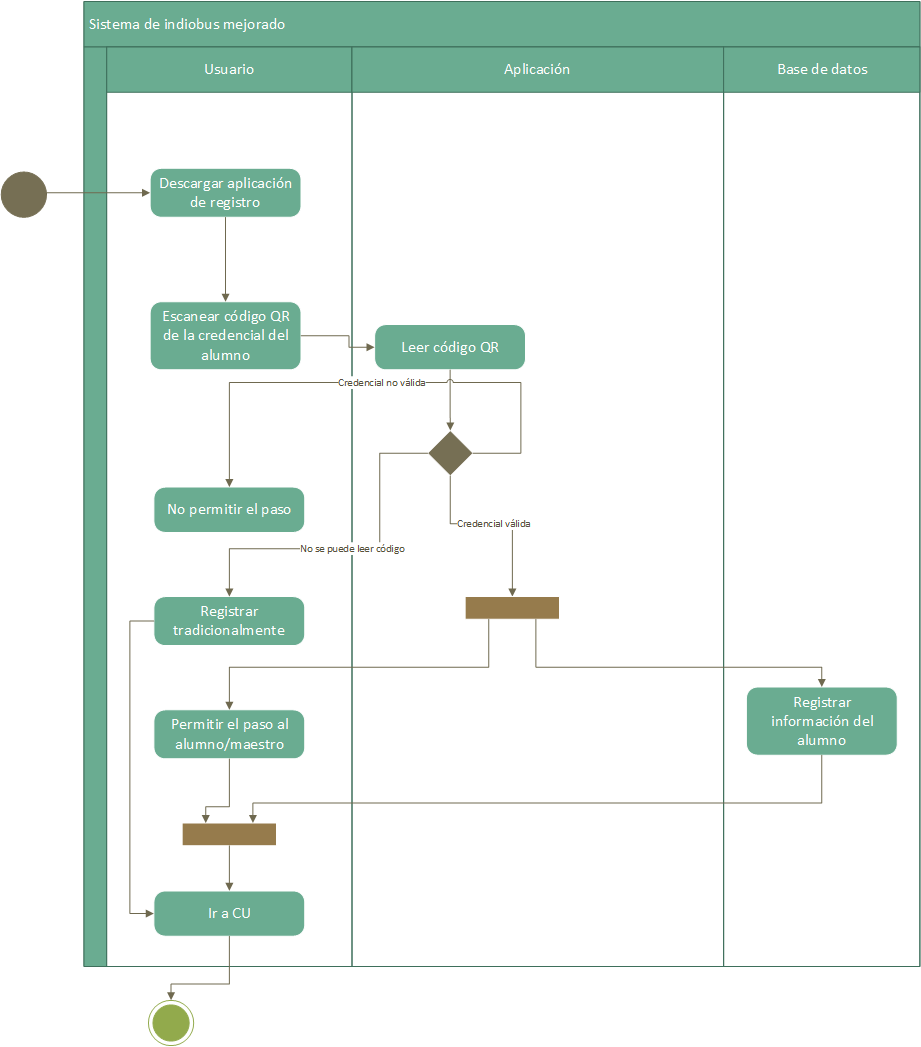 Sistema de indiobus mejorado
Usuario
Aplicación
Base de datos
Descargar aplicación
de registro
Escanear código QR
de la credencial del
alumno
Leer código QR
Credencial no válida
No permitir el paso
Credencial válida
No se puede leer código
Registrar
tradicionalmente
Permitir el paso al
alumno/maestro
Registrar
información del
alumno
Ir a CU